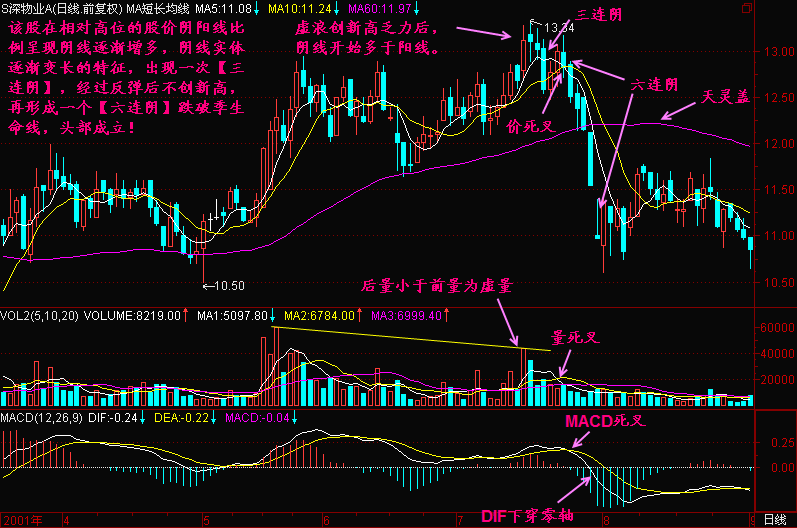 S深物业A(日线.前复权) MA短长均线 MA5:11.08↓ MA10:11.24↓ MA60:11.97↓
该股在相对高位的股价阴阳线比
例呈现阴线逐渐增多，阴线实体
逐渐变长的特征，出现一次【三
连阴】，经过反弹后不创新高，
再形成一个【六连阴】跌破季生
命线，头部成立！
虚浪创新高乏力后，
阴线开始多于阳线。
三连阴
13.34
13.00
六连阴
天灵盖
12.50
价死叉
12.00
11.50
11.00
10.50
←10.50
后量小于前量为虚量
VOL2(5,10,20) VOLUME:8219.00↑ MA1:5097.80↓ MA2:6784.00↑ MA3:6999.40↑
60000
量死叉
40000
20000
MACD(12,26,9) DIF:-0.24↓ DEA:-0.22↓ MACD:-0.04↓
MACD死叉
0.25
0.00
DIF下穿零轴
2001年 4 5 6 7 8 9 日线